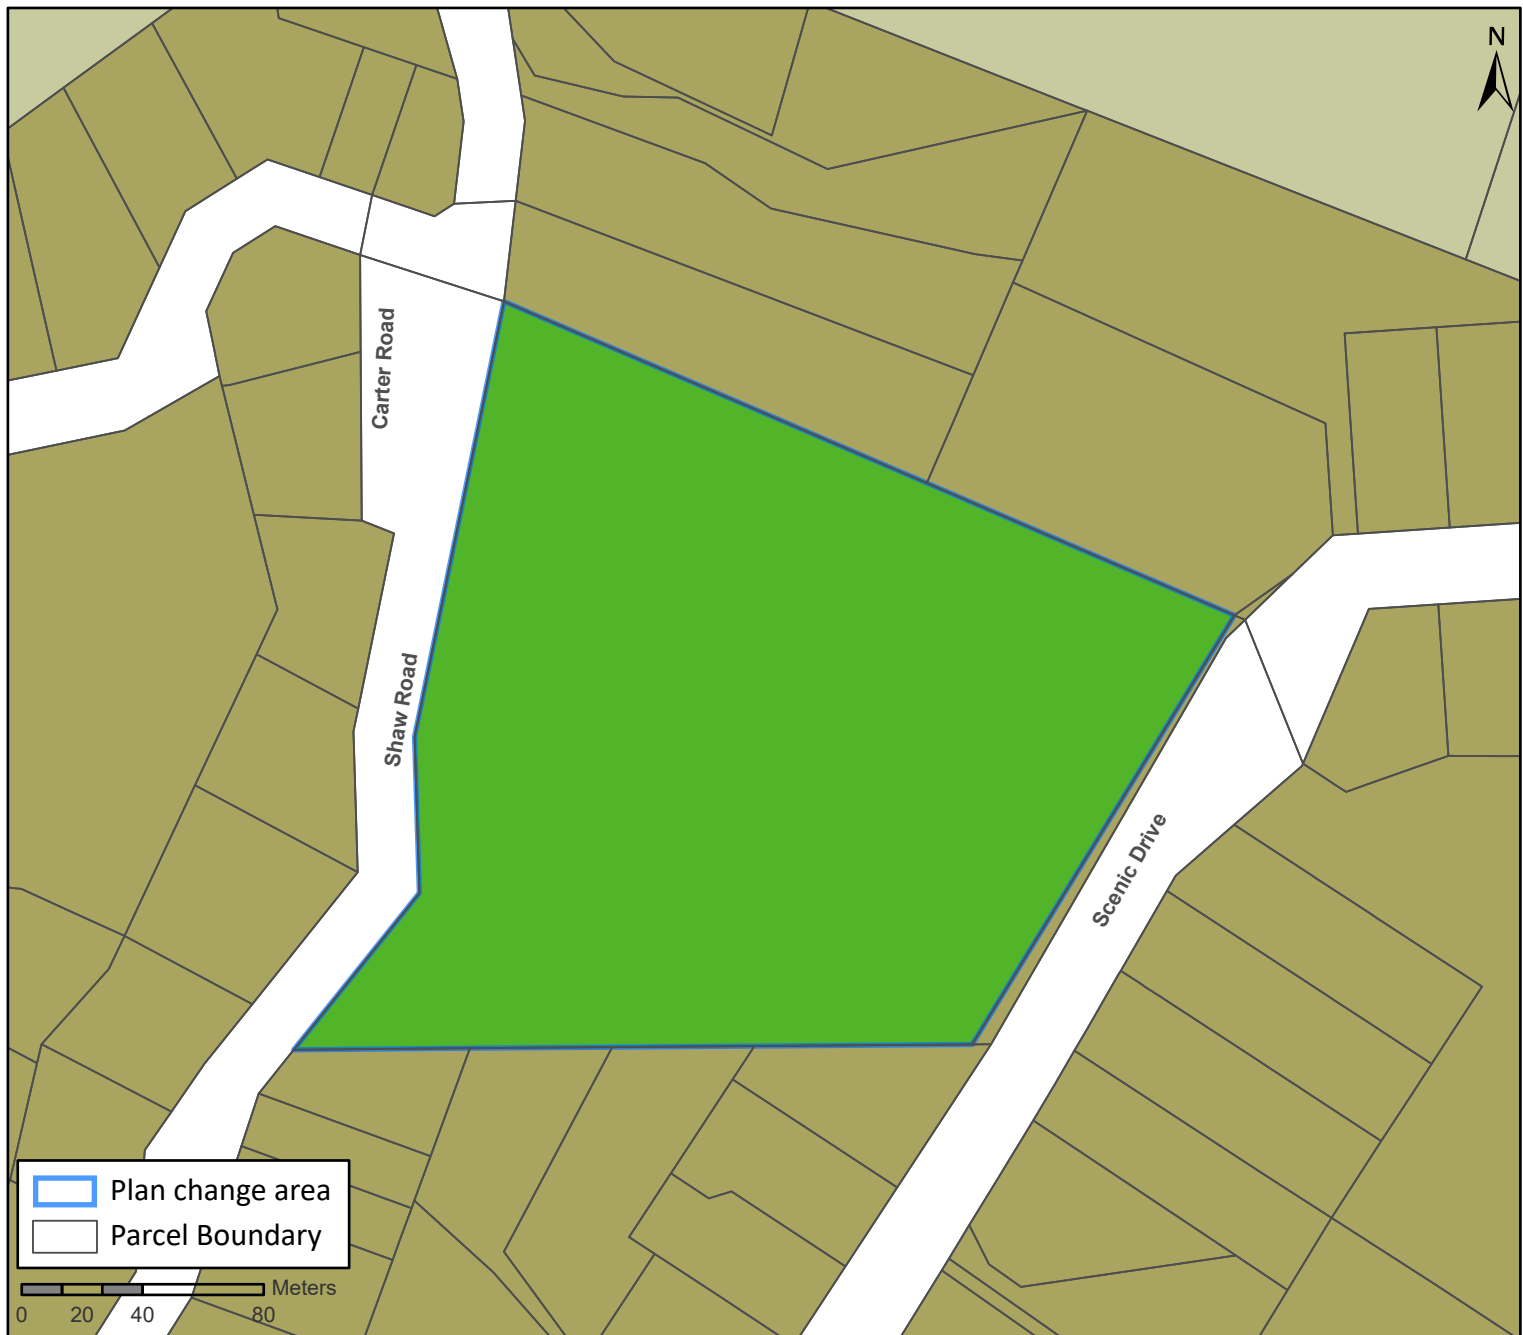 N
Carter Road
Shaw Road
Scenic Drive
Plan change area
Parcel Boundary
Meters
0 20 40 80